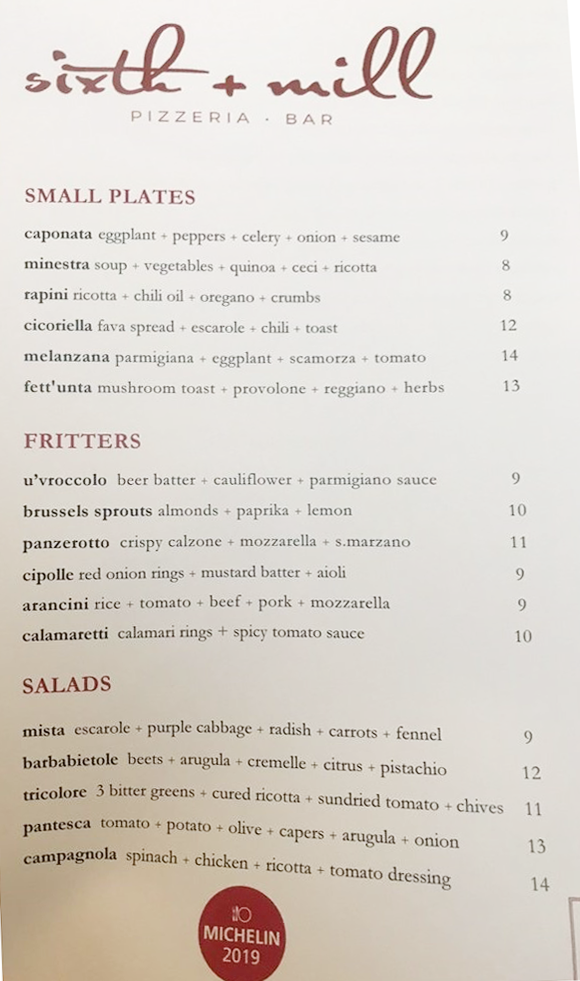 sixth + mill
PIZZERIA · BAR
SMALL PLATES
caponata eggplant + peppers + celery + onion + sesame 9
minestra soup + vegetables + quinoa + ceci + ricotta 8
rapini ricotta + chili oil + oregano + crumbs 8
cicoriella fava spread + escarole + chili + toast 12
melanzana parmigiana + eggplant + scamorza + tomato 14
fett'unta mushroom toast + provolone + reggiano + herbs 13
FRITTERS
u'vroccolo beer batter + cauliflower + parmigiano sauce 9
brussels sprouts almonds + paprika + lemon 10
panzerotto crispy calzone + mozzarella + s.marzano 11
cipolle red onion rings + mustard batter + aioli 9
arancini rice + tomato + beef + pork + mozzarella 9
calamaretti calamari rings + spicy tomato sauce 10
SALADS
mista escarole + purple cabbage + radish + carrots + fennel 9
barbabietole beets + arugula + cremelle + citrus + pistachio 12
tricolore 3 bitter greens + cured ricotta + sundried tomato + chives 11
pantesca tomato + potato + olive + capers + arugula + onion 13
campagnola spinach + chicken + ricotta + tomato dressing 14
MICHELIN
2019